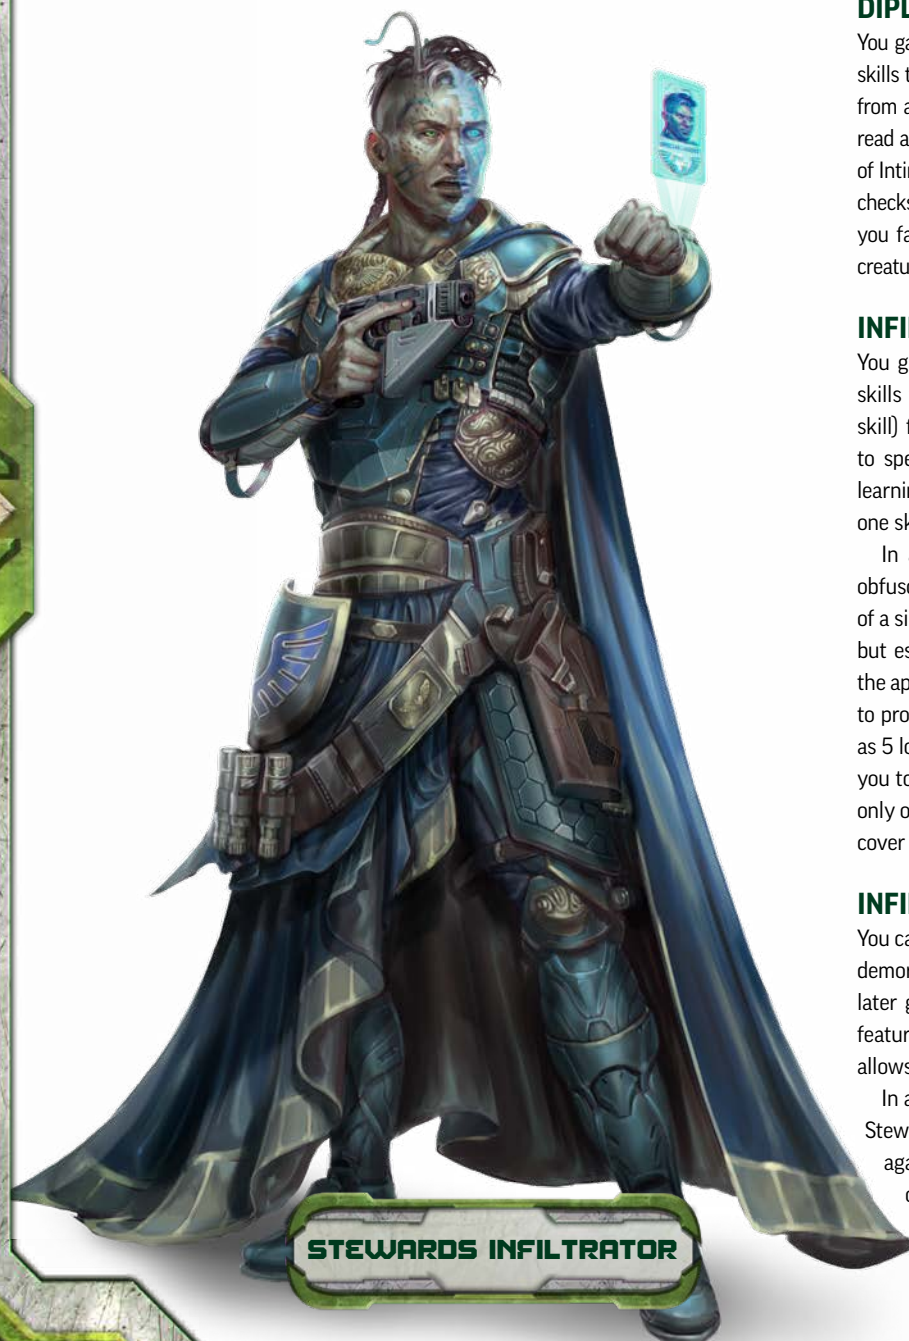 STEWARDS INFILTRATOR
DIPL
You ga
skills t
from a
read a
of Inti
checks
you fa
creatu
INFI
You g
skills
skill) f
to spe
learni
one sk
In
obfus
of a si
but es
the ap
to pro
as 5 lo
you to
only o
cover
INFI
You ca
demo
later g
featur
allows
In a
Stew
aga